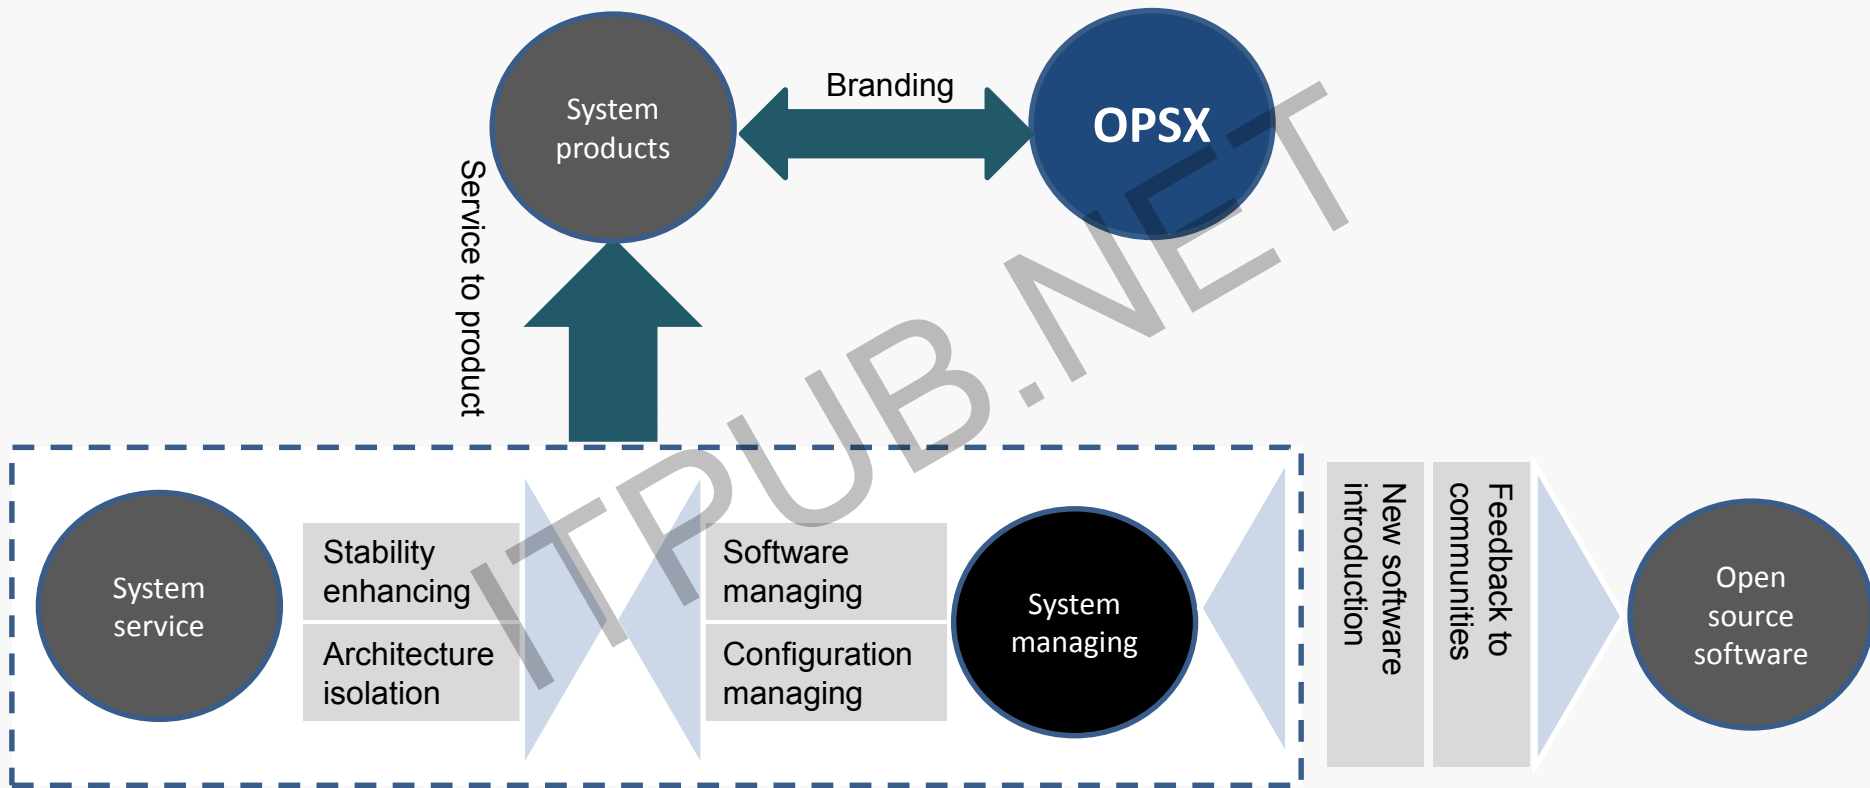 System
products
Branding
OPSX
Service to product
ITPUB.NET
System
service
Stability
enhancing
Architecture
isolation
Software
managing
Configuration
managing
System
managing
New software
introduction
Feedback to
communities
Open
source
software